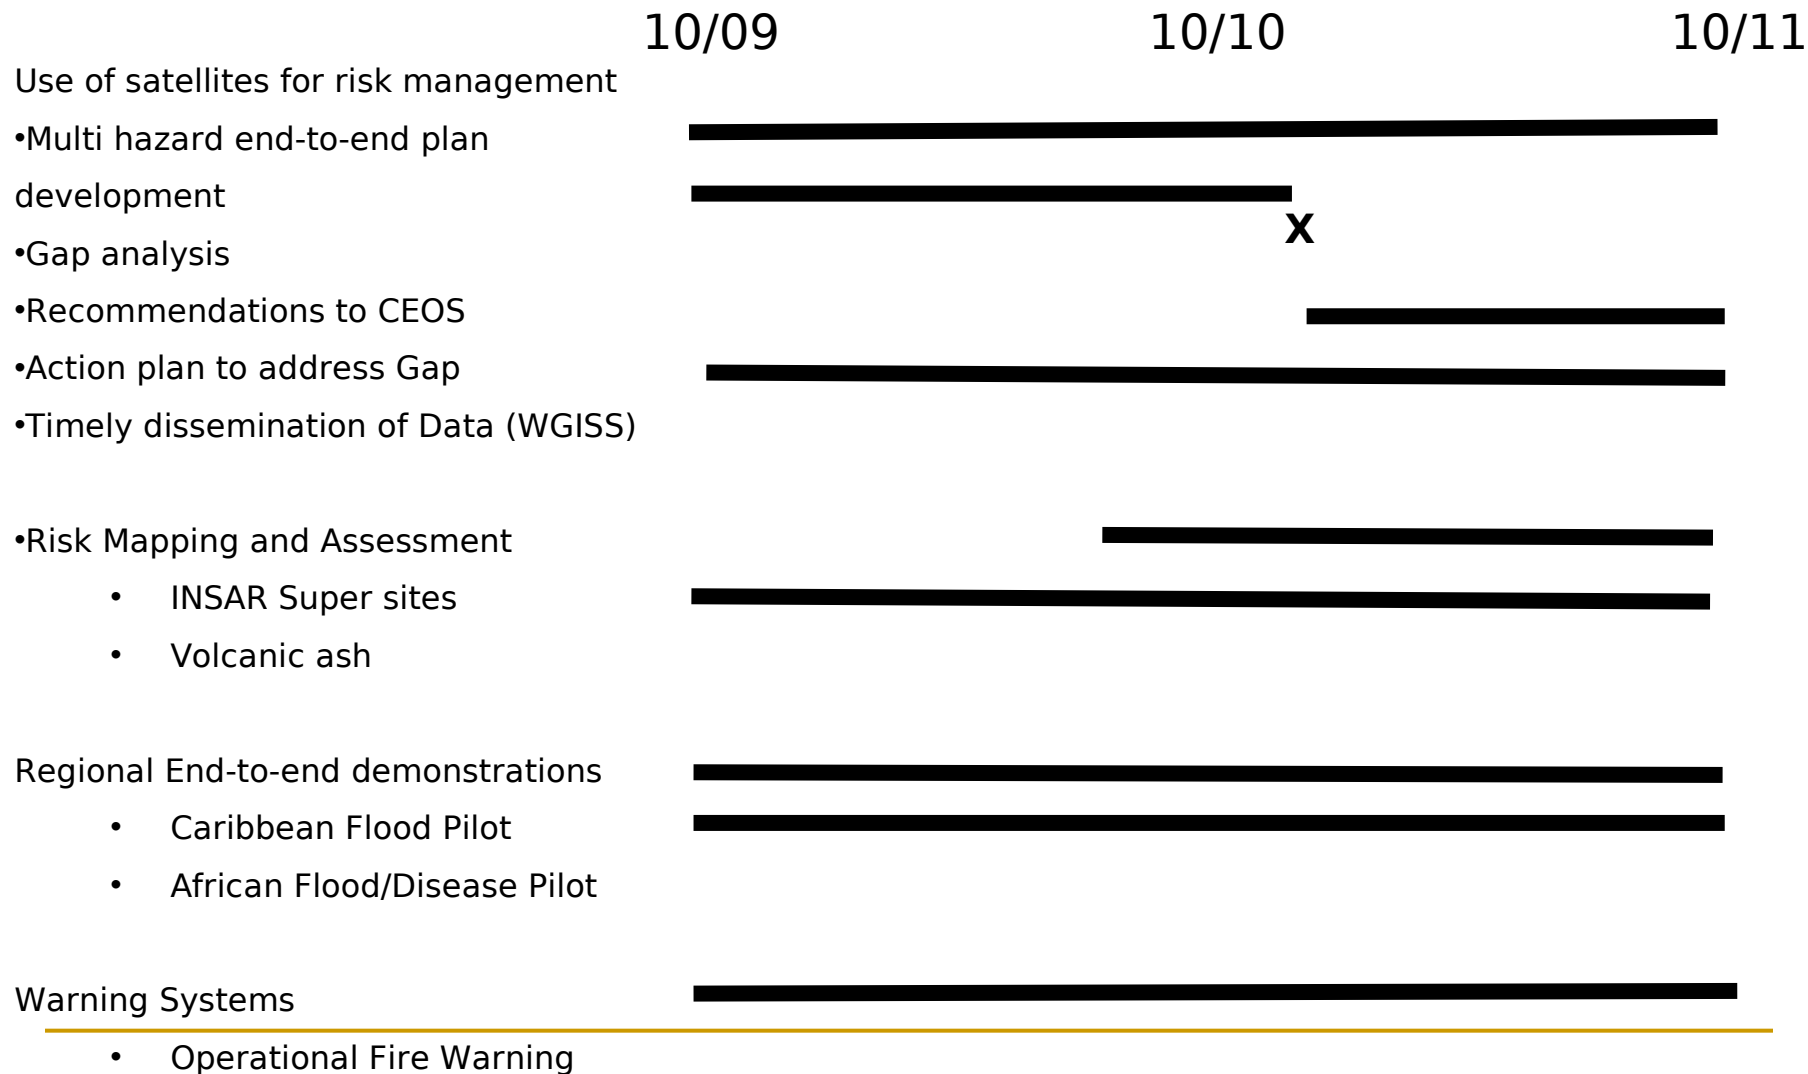 10/09 10/10 10/11
Use of satellites for risk management
•Multi hazard end-to-end plan
development
X
•Gap analysis
•Recommendations to CEOS
•Action plan to address Gap
•Timely dissemination of Data (WGISS)
•Risk Mapping and Assessment
• INSAR Super sites
• Volcanic ash
Regional End-to-end demonstrations
• Caribbean Flood Pilot
• African Flood/Disease Pilot
Warning Systems
• Operational Fire Warning